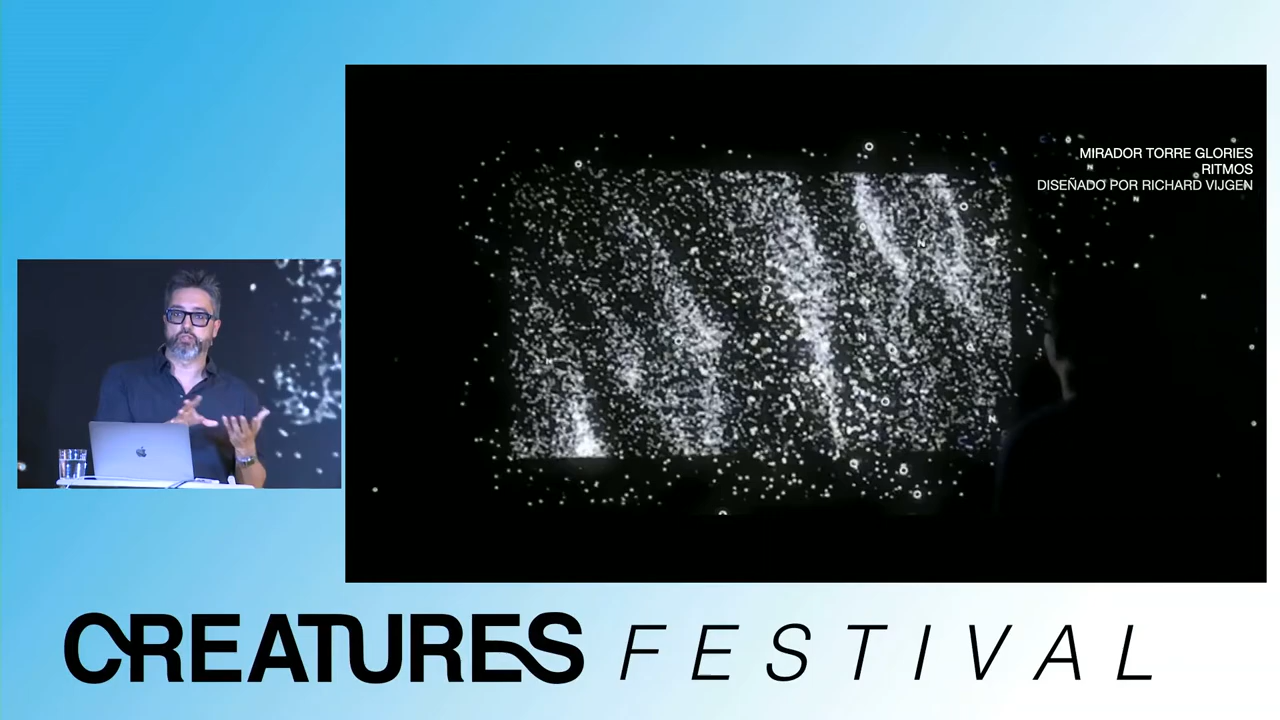 MIRADOR TORRE GLORIES
RITMOS
DISEÑADO POR RICHARD VIJGEN
CREATURES FESTIVAL